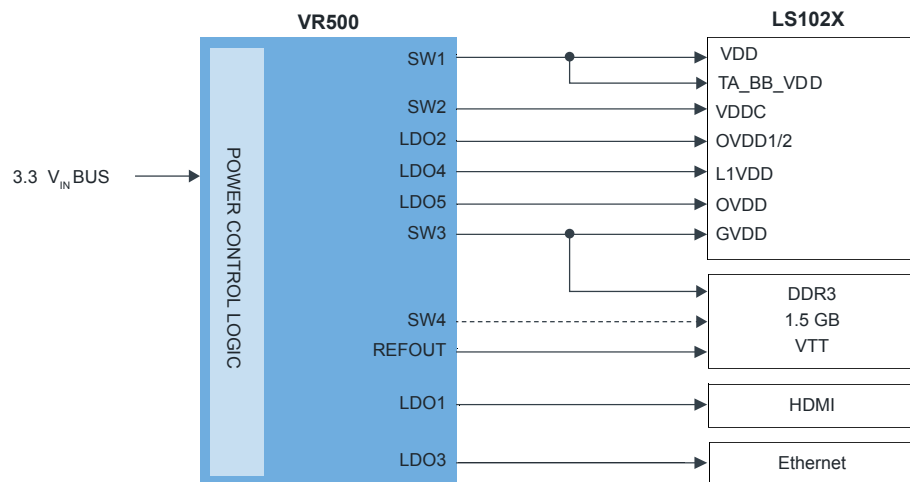 VR500
LS102X
3.3 VIN BUS
POWER CONTROL LOGIC
SW1
SW2
LDO2
LDO4
LDO5
SW3
SW4
REFOUT
LDO1
LDO3
VDD
TA_BB_VDD
VDDC
OVDD1/2
L1VDD
OVDD
GVDD
DDR3
1.5 GB
VTT
HDMI
Ethernet